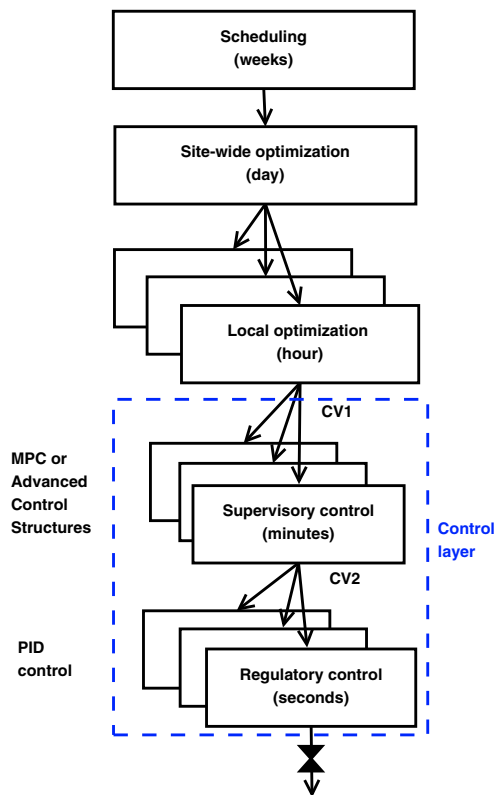 Scheduling
(weeks)
Site-wide optimization
(day)
Local optimization
(hour)
CV1
MPC or
Advanced
Control
Structures
Supervisory control
(minutes)
Control
layer
CV2
PID
control
Regulatory control
(seconds)